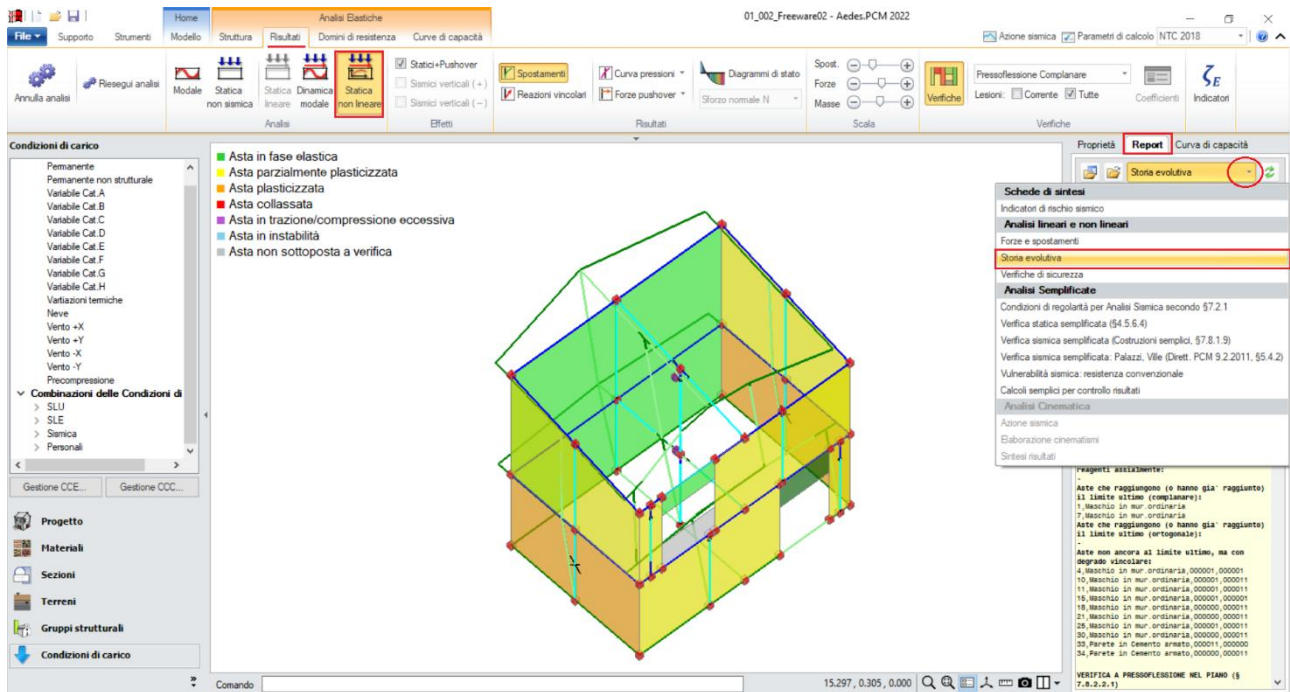 Home
Analisi Elastiche
01_002_Freeware02 - Aedes.PCM 2022
File
Supporto
Strumenti
Modello
Struttura
Risultati
Domini di resistenza
Curve di capacità
Azione sismica
Parametri di calcolo
NTC 2018
Annulla analisi
Riesegui analisi
Modale
Statica
non sismica
Statica
lineare
Dinamica
modale
Statica
non lineare
Analisi
Statici+Pushover
Sismici verticali (+)
Sismici verticali (–)
Effetti
Spostamenti
Reazioni vincolari
Curva pressioni
Forze pushover
Diagrammi di stato
Sforzo normale N
Risultati
Spost.
Forze
Masse
Scala
Verifiche
Pressoflessione Complanare
Lesioni:
Corrente
Tutte
Coefficienti
ζE
Indicatori
Verifiche
Condizioni di carico
Permanente
Permanente non strutturale
Variabile Cat.A
Variabile Cat.B
Variabile Cat.C
Variabile Cat.D
Variabile Cat.E
Variabile Cat.F
Variabile Cat.G
Variabile Cat.H
Variazioni termiche
Neve
Vento +X
Vento +Y
Vento -X
Vento -Y
Precompressione
Combinazioni delle Condizioni di
SLU
SLE
Sismica
Personali
Gestione CCE...
Gestione CCC...
Progetto
Materiali
Sezioni
Terreni
Gruppi strutturali
Condizioni di carico
Asta in fase elastica
Asta parzialmente plasticizzata
Asta plasticizzata
Asta collassata
Asta in trazione/compressione eccessiva
Asta in instabilità
Asta non sottoposta a verifica
Proprietà
Report
Curva di capacità
Storia evolutiva
Schede di sintesi
Indicatori di rischio sismico
Analisi lineari e non lineari
Forze e spostamenti
Storia evolutiva
Verifiche di sicurezza
Analisi Semplificate
Condizioni di regolarità per Analisi Sismica secondo §7.2.1
Verifica statica semplificata (§4.5.6.4)
Verifica sismica semplificata (Costruzioni semplici, §7.8.1.9)
Verifica sismica semplificata: Palazzi, Ville (Dirett. PCM 9.2.2011, §5.4.2)
Vulnerabilità sismica: resistenza convenzionale
Calcoli semplici per controllo risultati
Analisi Cinematica
Azione sismica
Elaborazione cinematismi
Sintesi risultati
reagenti assialmente:
-
Aste che raggiungono (o hanno gia' raggiunto)
il limite ultimo (complanare):
1,Maschio in mur.ordinaria
7,Maschio in mur.ordinaria
Aste che raggiungono (o hanno gia' raggiunto)
il limite ultimo (ortogonale):
-
Aste non ancora al limite ultimo, ma con
degrado vincolare:
4,Maschio in mur.ordinaria,000001,000001
10,Maschio in mur.ordinaria,000001,000011
11,Maschio in mur.ordinaria,000001,000011
15,Maschio in mur.ordinaria,000001,000001
18,Maschio in mur.ordinaria,000000,000011
21,Maschio in mur.ordinaria,000000,000011
25,Maschio in mur.ordinaria,000001,000011
30,Maschio in mur.ordinaria,000000,000011
33,Parete in Cemento armato,000011,000000
34,Parete in Cemento armato,000000,000011
VERIFICA A PRESSOFLESSIONE NEL PIANO (§
7.8.2.2.1)
Comando
15.297 , 0.305 , 0.000